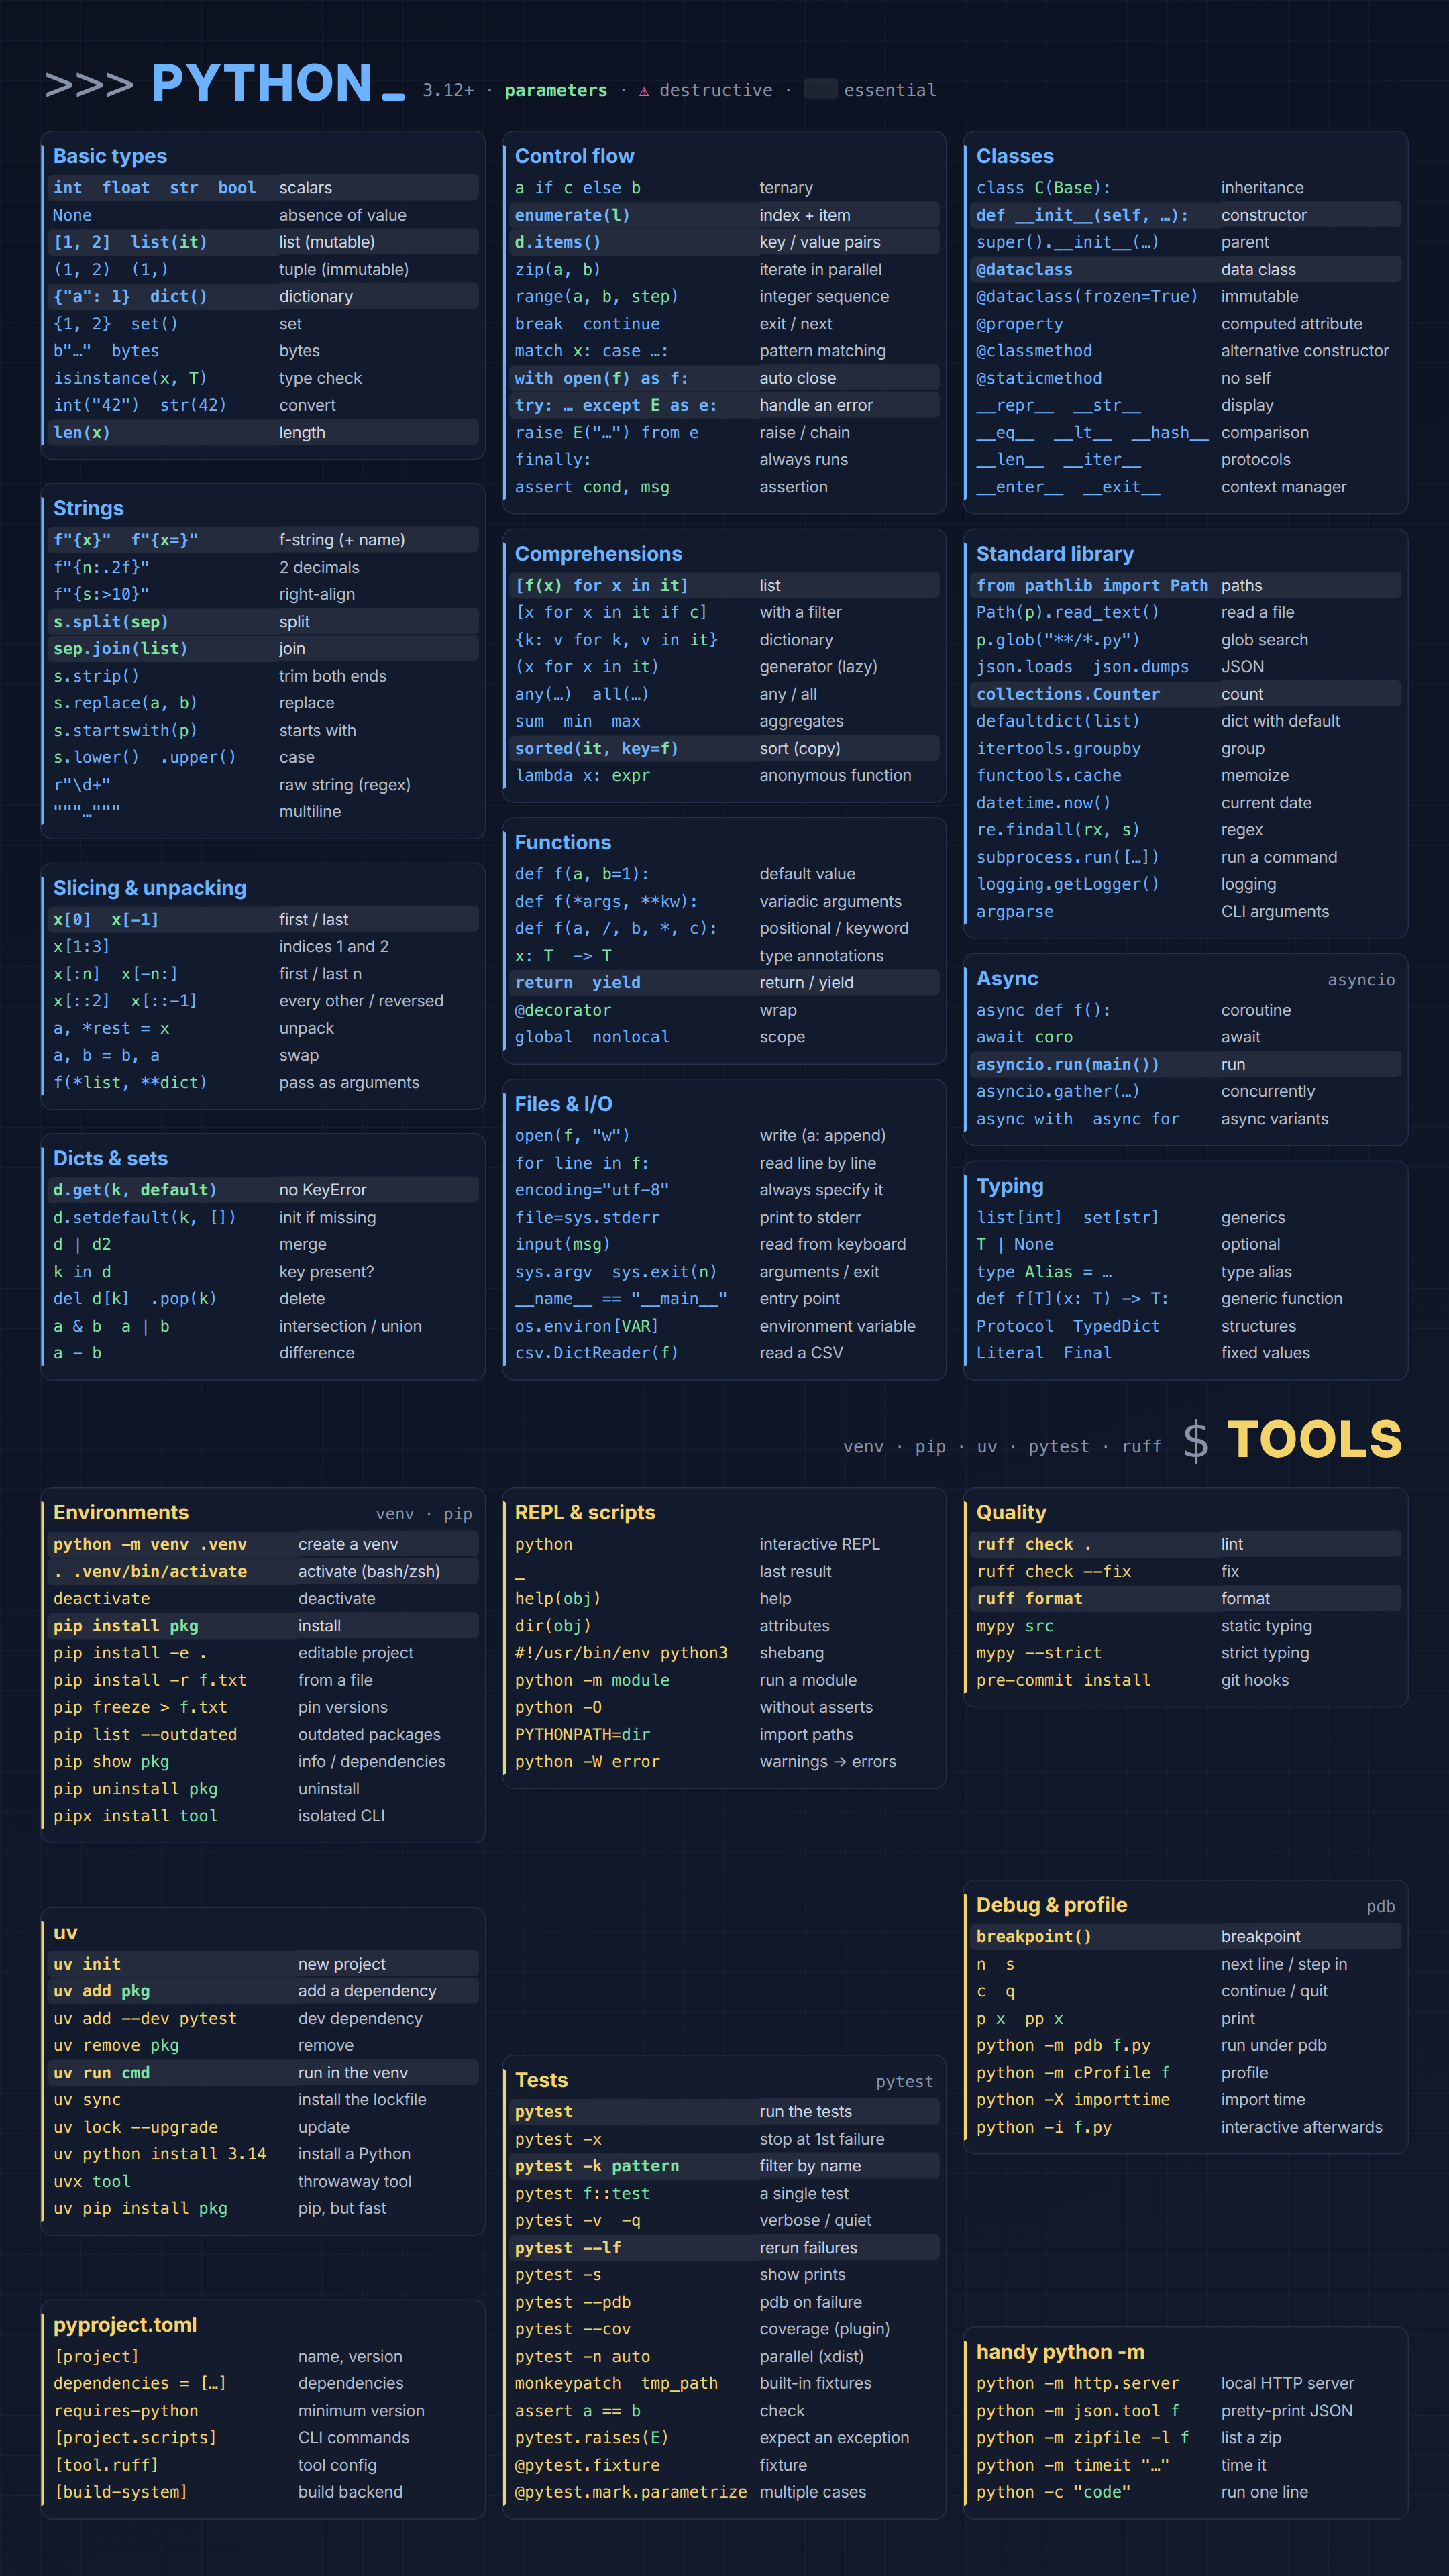 >>> PYTHON_ 3.12+ · parameters · ⚠ destructive · essential
Basic types
int float str bool scalars
None absence of value
[1, 2] list(it) list (mutable)
(1, 2) (1,) tuple (immutable)
{"a": 1} dict() dictionary
{1, 2} set() set
b"…" bytes bytes
isinstance(x, T) type check
int("42") str(42) convert
len(x) length
Strings
f"{x}" f"{x=}" f-string (+ name)
f"{n:.2f}" 2 decimals
f"{s:>10}" right-align
s.split(sep) split
sep.join(list) join
s.strip() trim both ends
s.replace(a, b) replace
s.startswith(p) starts with
s.lower() .upper() case
r"\d+" raw string (regex)
"""…""" multiline
Slicing & unpacking
x[0] x[-1] first / last
x[1:3] indices 1 and 2
x[:n] x[-n:] first / last n
x[::2] x[::-1] every other / reversed
a, *rest = x unpack
a, b = b, a swap
f(*list, **dict) pass as arguments
Dicts & sets
d.get(k, default) no KeyError
d.setdefault(k, []) init if missing
d | d2 merge
k in d key present?
del d[k] .pop(k) delete
a & b a | b intersection / union
a - b difference
Control flow
a if c else b ternary
enumerate(l) index + item
d.items() key / value pairs
zip(a, b) iterate in parallel
range(a, b, step) integer sequence
break continue exit / next
match x: case …: pattern matching
with open(f) as f: auto close
try: … except E as e: handle an error
raise E("…") from e raise / chain
finally: always runs
assert cond, msg assertion
Comprehensions
[f(x) for x in it] list
[x for x in it if c] with a filter
{k: v for k, v in it} dictionary
(x for x in it) generator (lazy)
any(…) all(…) any / all
sum min max aggregates
sorted(it, key=f) sort (copy)
lambda x: expr anonymous function
Functions
def f(a, b=1): default value
def f(*args, **kw): variadic arguments
def f(a, /, b, *, c): positional / keyword
x: T -> T type annotations
return yield return / yield
@decorator wrap
global nonlocal scope
Files & I/O
open(f, "w") write (a: append)
for line in f: read line by line
encoding="utf-8" always specify it
file=sys.stderr print to stderr
input(msg) read from keyboard
sys.argv sys.exit(n) arguments / exit
__name__ == "__main__" entry point
os.environ[VAR] environment variable
csv.DictReader(f) read a CSV
Classes
class C(Base): inheritance
def __init__(self, …): constructor
super().__init__(…) parent
@dataclass data class
@dataclass(frozen=True) immutable
@property computed attribute
@classmethod alternative constructor
@staticmethod no self
__repr__ __str__ display
__eq__ __lt__ __hash__ comparison
__len__ __iter__ protocols
__enter__ __exit__ context manager
Standard library
from pathlib import Path paths
Path(p).read_text() read a file
p.glob("**/*.py") glob search
json.loads json.dumps JSON
collections.Counter count
defaultdict(list) dict with default
itertools.groupby group
functools.cache memoize
datetime.now() current date
re.findall(rx, s) regex
subprocess.run([…]) run a command
logging.getLogger() logging
argparse CLI arguments
Async asyncio
async def f(): coroutine
await coro await
asyncio.run(main()) run
asyncio.gather(…) concurrently
async with async for async variants
Typing
list[int] set[str] generics
T | None optional
type Alias = … type alias
def f[T](x: T) -> T: generic function
Protocol TypedDict structures
Literal Final fixed values
venv · pip · uv · pytest · ruff $ TOOLS
Environments venv · pip
python -m venv .venv create a venv
. .venv/bin/activate activate (bash/zsh)
deactivate deactivate
pip install pkg install
pip install -e . editable project
pip install -r f.txt from a file
pip freeze > f.txt pin versions
pip list --outdated outdated packages
pip show pkg info / dependencies
pip uninstall pkg uninstall
pipx install tool isolated CLI
uv
uv init new project
uv add pkg add a dependency
uv add --dev pytest dev dependency
uv remove pkg remove
uv run cmd run in the venv
uv sync install the lockfile
uv lock --upgrade update
uv python install 3.14 install a Python
uvx tool throwaway tool
uv pip install pkg pip, but fast
pyproject.toml
[project] name, version
dependencies = […] dependencies
requires-python minimum version
[project.scripts] CLI commands
[tool.ruff] tool config
[build-system] build backend
REPL & scripts
python interactive REPL
_ last result
help(obj) help
dir(obj) attributes
#!/usr/bin/env python3 shebang
python -m module run a module
python -O without asserts
PYTHONPATH=dir import paths
python -W error warnings → errors
Tests pytest
pytest run the tests
pytest -x stop at 1st failure
pytest -k pattern filter by name
pytest f::test a single test
pytest -v -q verbose / quiet
pytest --lf rerun failures
pytest -s show prints
pytest --pdb pdb on failure
pytest --cov coverage (plugin)
pytest -n auto parallel (xdist)
monkeypatch tmp_path built-in fixtures
assert a == b check
pytest.raises(E) expect an exception
@pytest.fixture fixture
@pytest.mark.parametrize multiple cases
Quality
ruff check . lint
ruff check --fix fix
ruff format format
mypy src static typing
mypy --strict strict typing
pre-commit install git hooks
Debug & profile pdb
breakpoint() breakpoint
n s next line / step in
c q continue / quit
p x pp x print
python -m pdb f.py run under pdb
python -m cProfile f profile
python -X importtime import time
python -i f.py interactive afterwards
handy python -m
python -m http.server local HTTP server
python -m json.tool f pretty-print JSON
python -m zipfile -l f list a zip
python -m timeit "…" time it
python -c "code" run one line